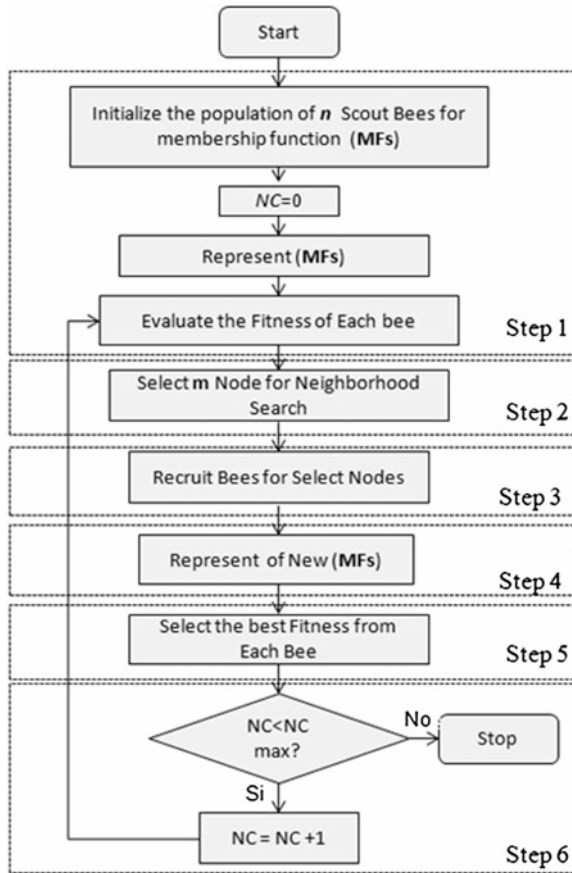 Start
Initialize the population of n Scout Bees for
membership function (MFs)
NC=0
Represent (MFs)
Evaluate the Fitness of Each bee
Step 1
Select m Node for Neighborhood
Search
Step 2
Recruit Bees for Select Nodes
Step 3
Represent of New (MFs)
Step 4
Select the best Fitness from
Each Bee
Step 5
NC<NC
max?
No
Stop
Si
NC = NC +1
Step 6